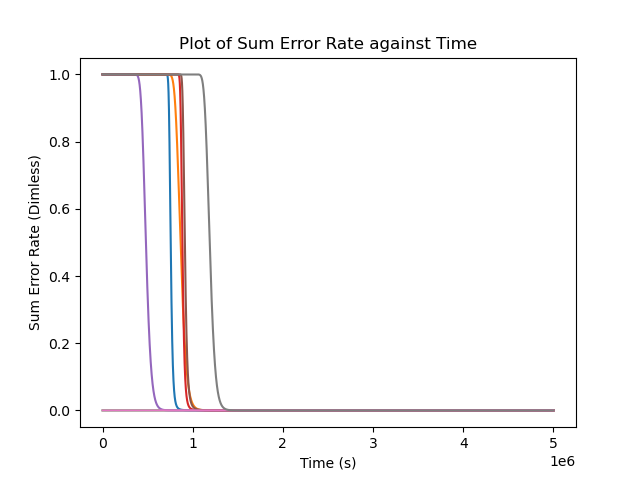 Plot of Sum Error Rate against Time
1.0
0.8
0.6
0.4
0.2
0.0
Sum Error Rate (Dimless)
0 1 2 3 4 5
1e6
Time (s)